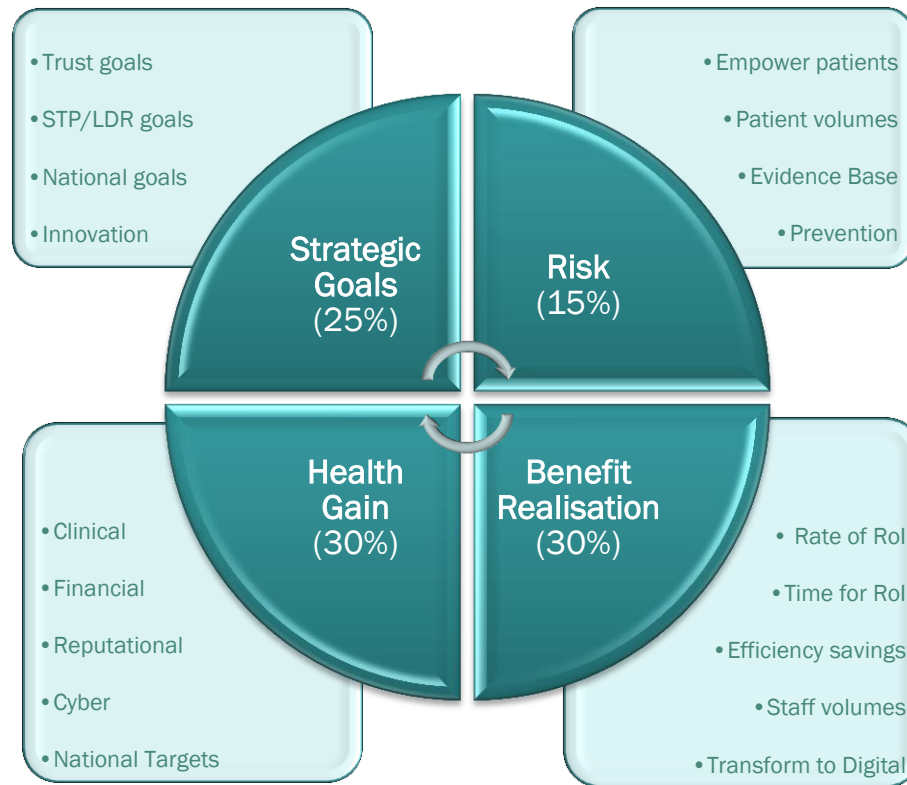 • Trust goals
• STP/LDR goals
• National goals
• Innovation
• Empower patients
• Patient volumes
• Evidence Base
• Prevention
Strategic
Goals
(25%)
Risk
(15%)
Health
Gain
(30%)
Benefit
Realisation
(30%)
• Clinical
• Financial
• Reputational
• Cyber
• National Targets
• Rate of RoI
• Time for RoI
• Efficiency savings
• Staff volumes
• Transform to Digital